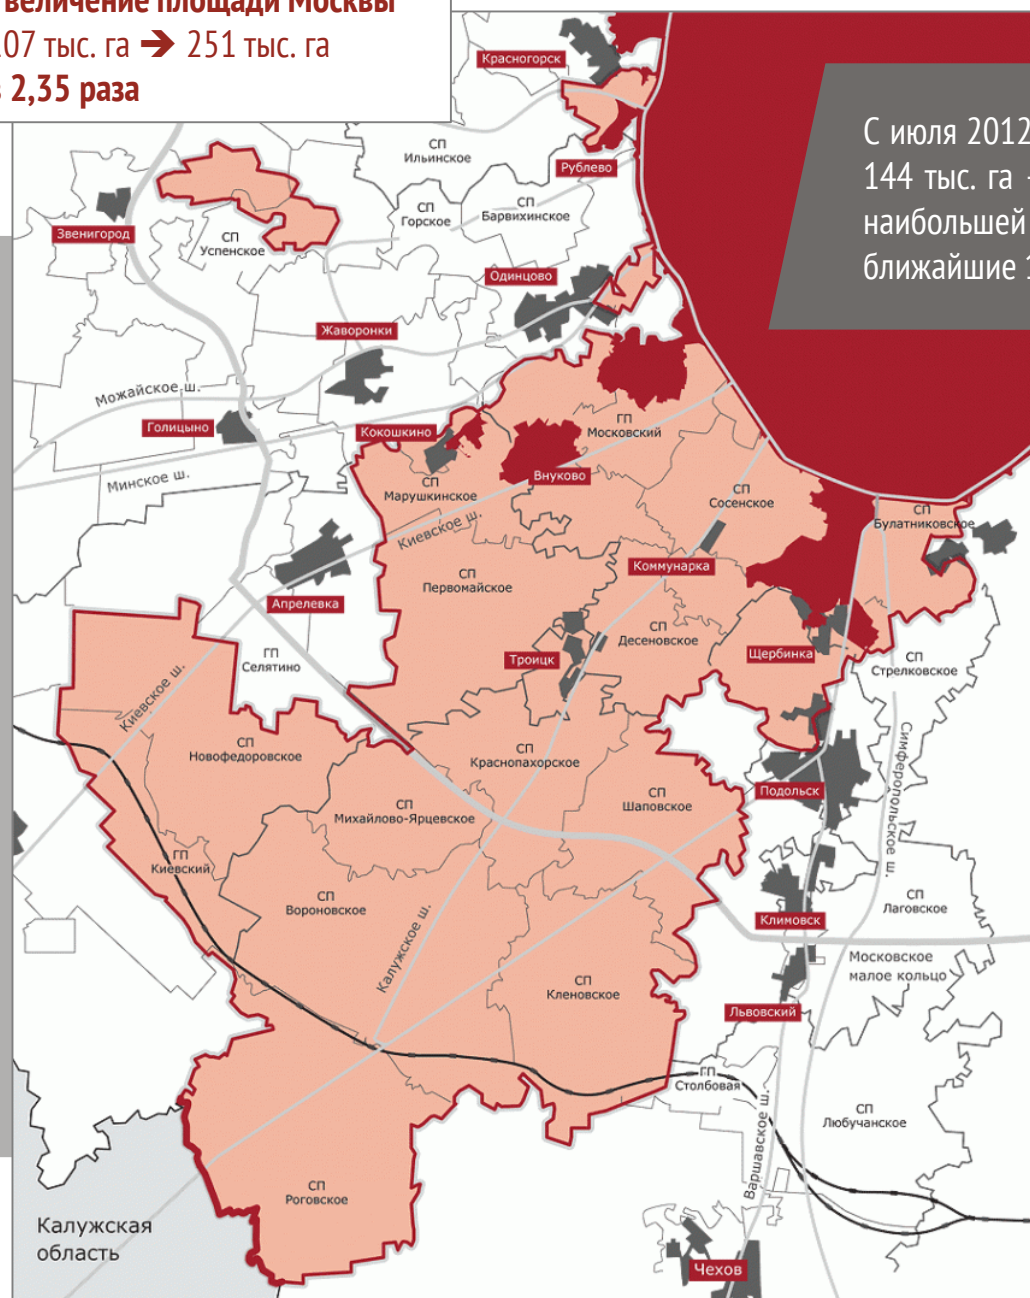 величение площади Москвы
107 тыс. га ➔ 251 тыс. га
2,35 раза
С июля 2012
144 тыс. га
наибольшей
ближайшие 1
Красногорск
СП
Ильинское
Рублево
СП
Горское
СП
Барвихинское
Звенигород
СП
Успенское
Одинцово
Жаворонки
Можайское ш.
Голицыно
Кокошкино
ГП
Московский
Минское ш.
СП
Марушкинское
Внуково
СП
Сосенское
СП
Булатниковское
Киевское ш.
Коммунарка
СП
Первомайское
Апрелевка
СП
Десеновское
Троицк
Щербинка
ГП
Селятино
СП
Стрелковское
Киевское ш.
СП
Новофедоровское
СП
Краснопахорское
Симферопольское ш.
Подольск
СП
Михайлово-Ярцевское
СП
Шаповское
ГП
Киевский
СП
Вороновское
СП
Лаговское
Климовск
Калужское ш.
Московское
малое кольцо
СП
Кленовское
Львовский
ГП
Столбовая
СП
Любучанское
Варшавское ш.
СП
Роговское
Калужская
область
Чехов